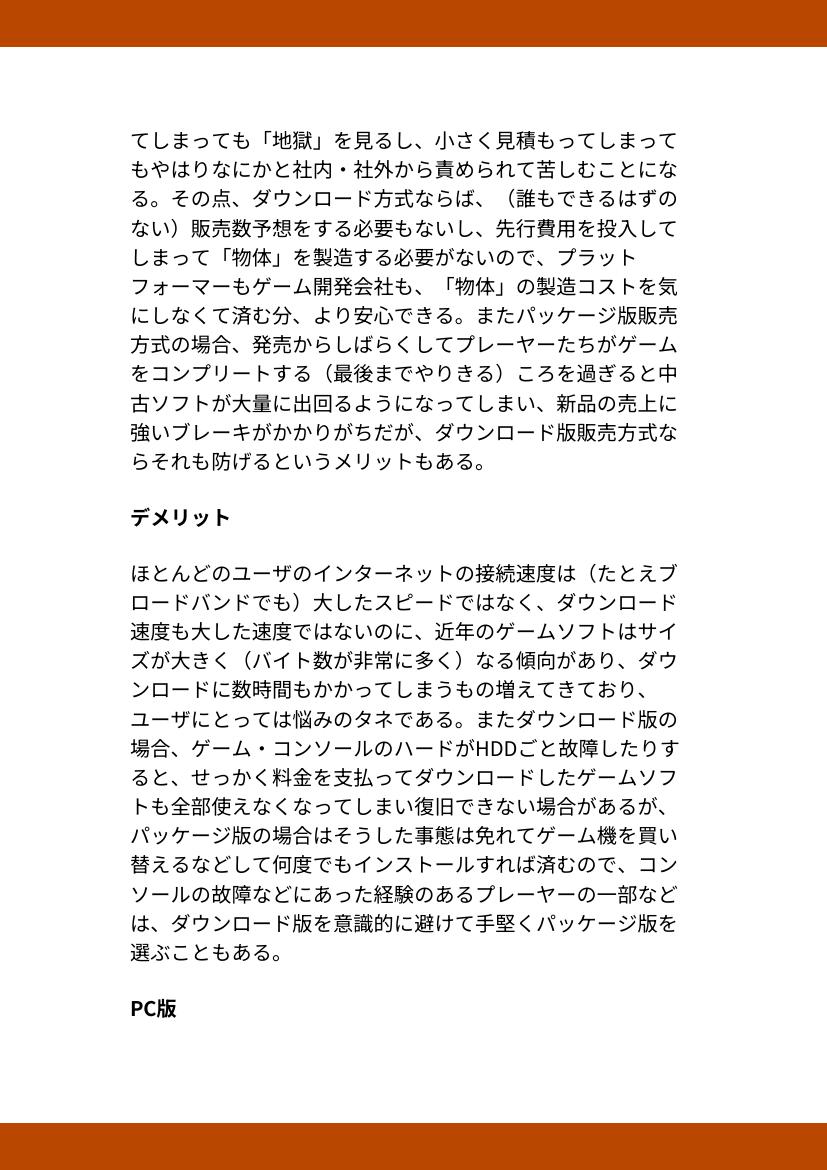 てしまっても「地獄」を見るし、小さく見積もってしまって
もやはりなにかと社内・社外から責められて苦しむことにな
る。その点、ダウンロード方式ならば、（誰もできるはずの
ない）販売数予想をする必要もないし、先行費用を投入して
しまって「物体」を製造する必要がないので、プラット
フォーマーもゲーム開発会社も、「物体」の製造コストを気
にしなくて済む分、より安心できる。またパッケージ版販売
方式の場合、発売からしばらくしてプレーヤーたちがゲーム
をコンプリートする（最後までやりきる）ころを過ぎると中
古ソフトが大量に出回るようになってしまい、新品の売上に
強いブレーキがかかりがちだが、ダウンロード版販売方式な
らそれも防げるというメリットもある。
デメリット
ほとんどのユーザのインターネットの接続速度は（たとえブ
ロードバンドでも）大したスピードではなく、ダウンロード
速度も大した速度ではないのに、近年のゲームソフトはサイ
ズが大きく（バイト数が非常に多く）なる傾向があり、ダウ
ンロードに数時間もかかってしまうもの増えてきており、
ユーザにとっては悩みのタネである。またダウンロード版の
場合、ゲーム・コンソールのハードがHDDごと故障したりす
ると、せっかく料金を支払ってダウンロードしたゲームソフ
トも全部使えなくなってしまい復旧できない場合があるが、
パッケージ版の場合はそうした事態は免れてゲーム機を買い
替えるなどして何度でもインストールすれば済むので、コン
ソールの故障などにあった経験のあるプレーヤーの一部など
は、ダウンロード版を意識的に避けて手堅くパッケージ版を
選ぶこともある。
PC版